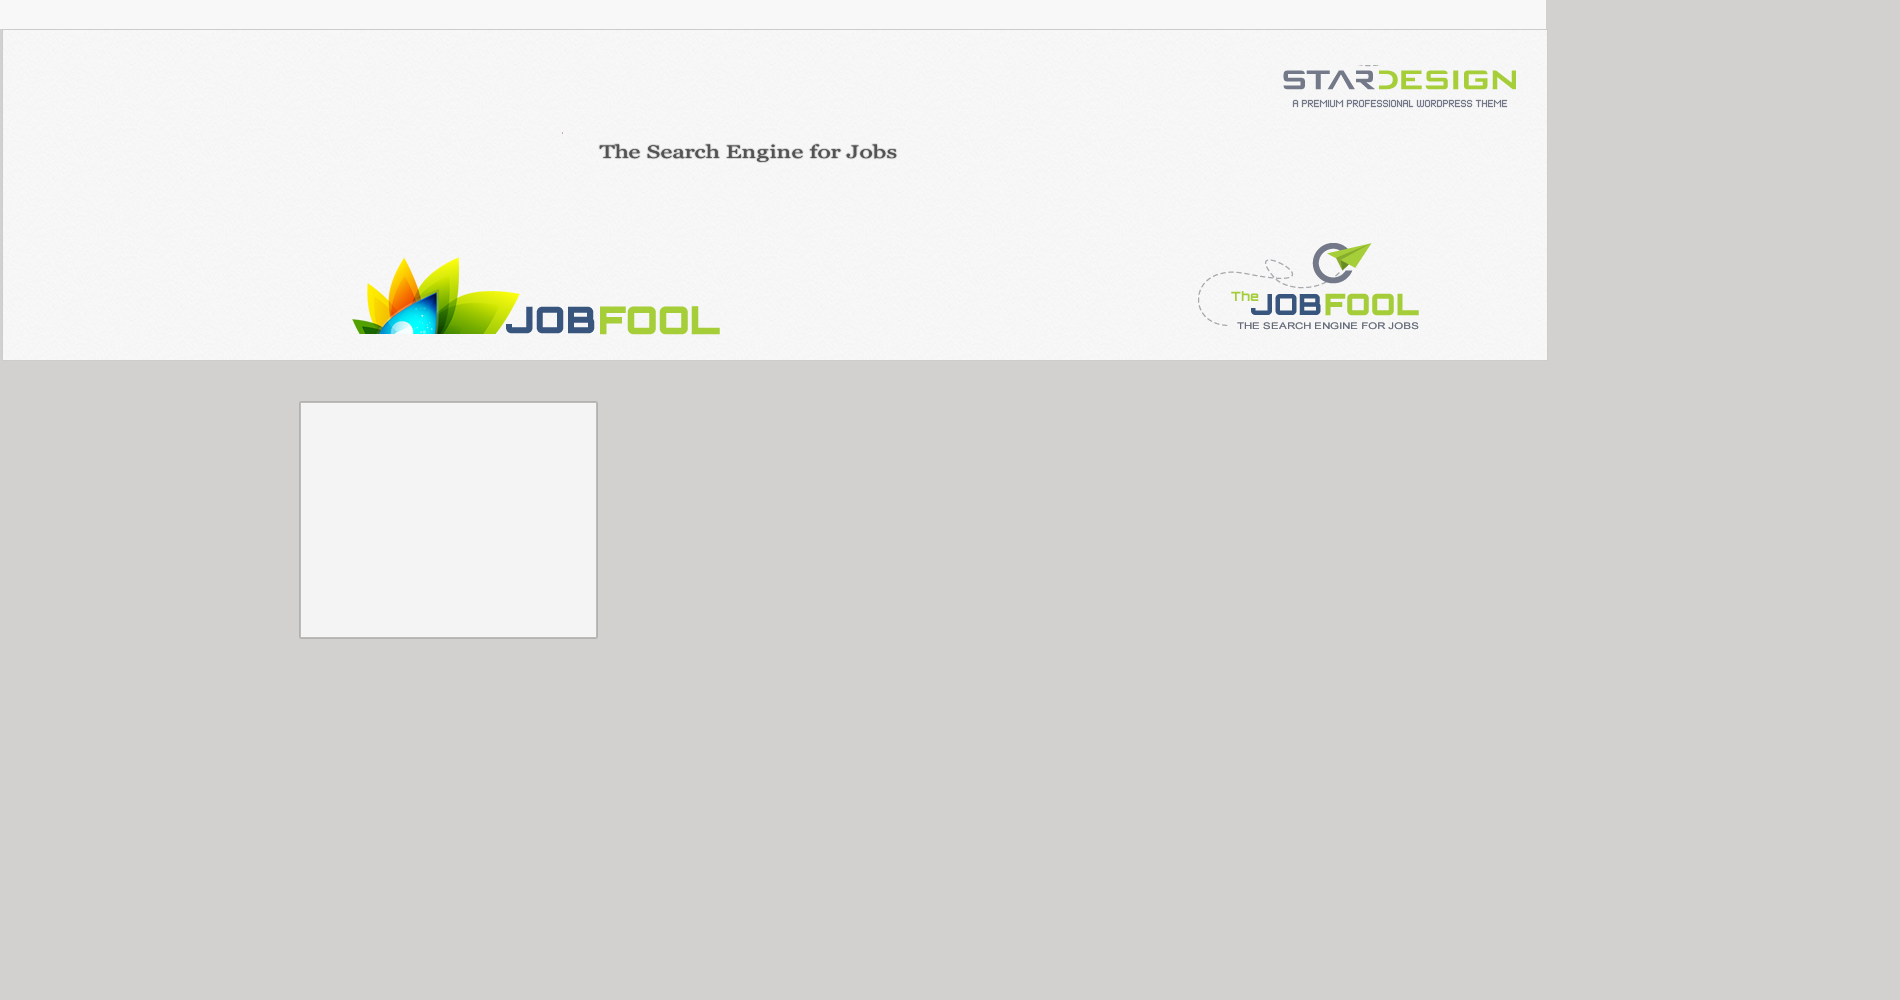 STARDESIGN
A PREMIUM PROFESSIONAL WORDPRESS THEME
The Search Engine for Jobs
JOBFOOL
The JOBFOOL
THE SEARCH ENGINE FOR JOBS